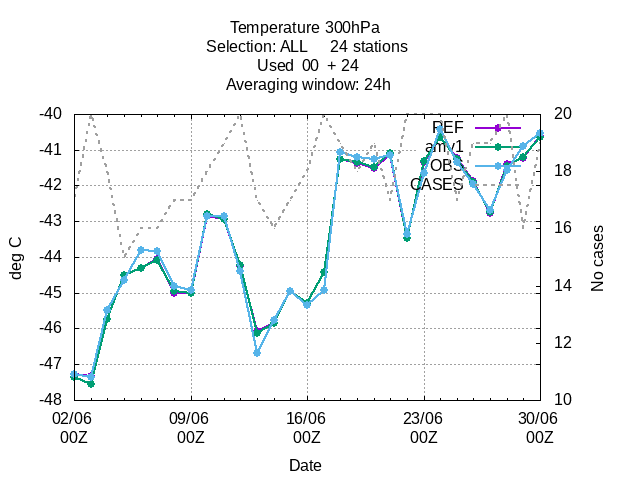 Temperature 300hPa
Selection: ALL     24 stations
Used  00  + 24
Averaging window: 24h
-40
-41
-42
-43
-44
-45
-46
-47
-48
deg C
20
18
16
14
12
10
No cases
REF
amv1
OBS
CASES
02/06 09/06 16/06 23/06 30/06
00Z 00Z 00Z 00Z 00Z
Date